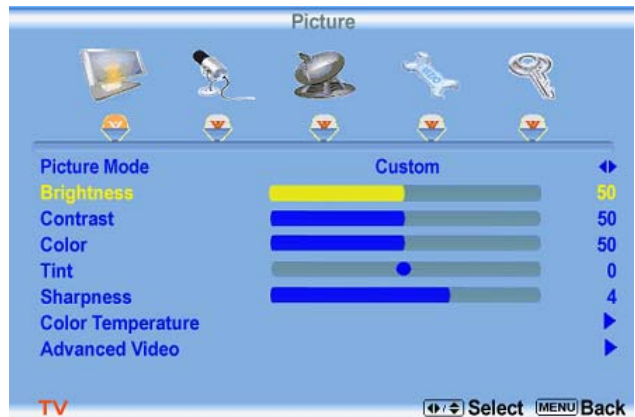 Picture
Picture Mode Custom
Brightness 50
Contrast 50
Color 50
Tint 0
Sharpness 4
Color Temperature
Advanced Video
TV Select MENU Back